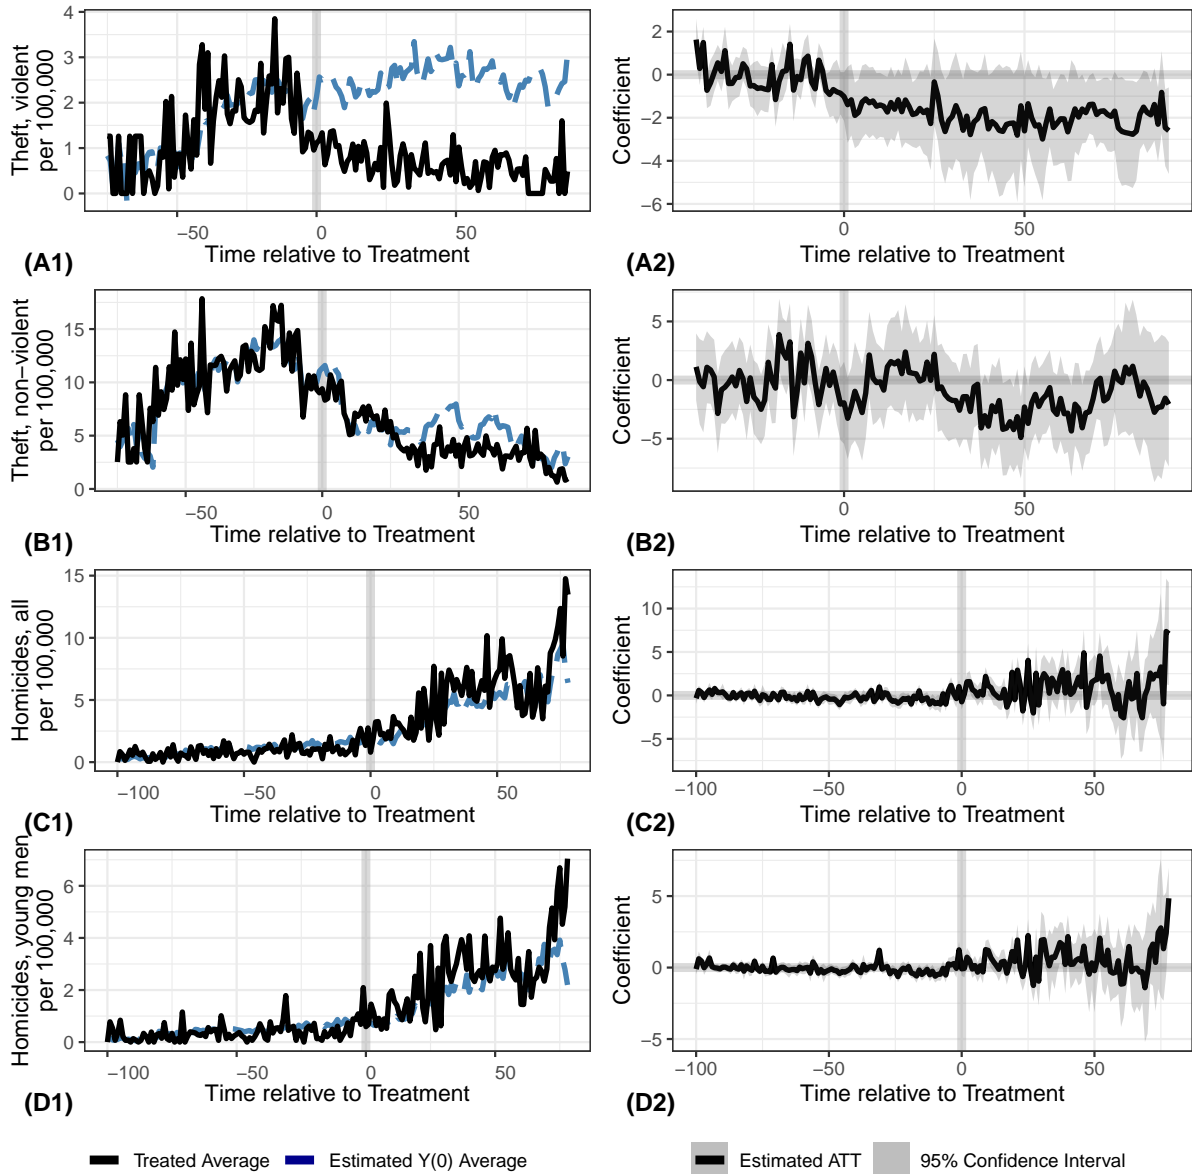 Theft, violent
per 100,000
4
3
2
1
0
−50
0
50
Time relative to Treatment
(A1)
Coefficient
2
0
−2
−4
−6
0
50
Time relative to Treatment
(A2)
Theft, non−violent
per 100,000
15
10
5
0
−50
0
50
Time relative to Treatment
(B1)
Coefficient
5
0
−5
0
50
Time relative to Treatment
(B2)
Homicides, all
per 100,000
15
10
5
0
−100
−50
0
50
Time relative to Treatment
(C1)
Coefficient
10
5
0
−5
−100
−50
0
50
Time relative to Treatment
(C2)
Homicides, young men
per 100,000
6
4
2
0
−100
−50
0
50
Time relative to Treatment
(D1)
Coefficient
5
0
−5
−100
−50
0
50
Time relative to Treatment
(D2)
Treated Average
Estimated Y(0) Average
Estimated ATT
95% Confidence Interval